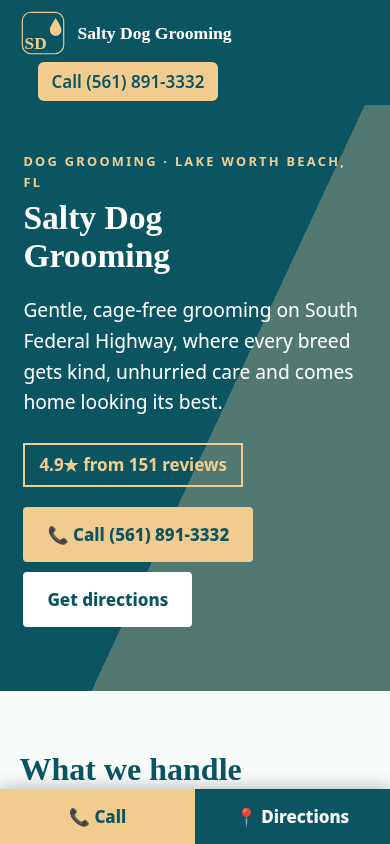 SD
Salty Dog Grooming
Call (561) 891-3332
DOG GROOMING · LAKE WORTH BEACH,
FL
Salty Dog
Grooming
Gentle, cage-free grooming on South
Federal Highway, where every breed
gets kind, unhurried care and comes
home looking its best.
4.9★ from 151 reviews
📞 Call (561) 891-3332
Get directions
What we handle
📞 Call
📍 Directions